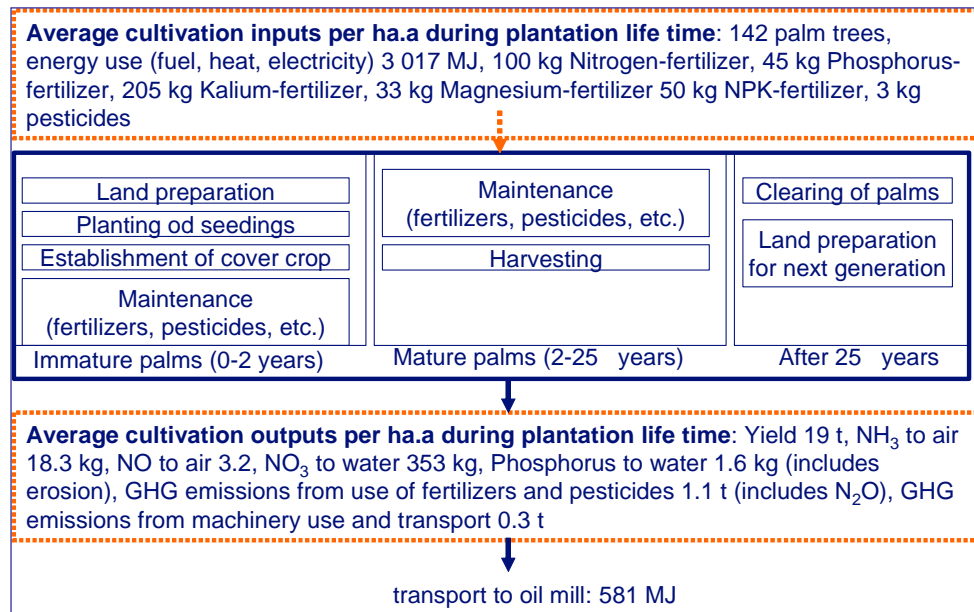 Average cultivation inputs per ha.a during plantation life time: 142 palm trees,
energy use (fuel, heat, electricity) 3 017 MJ, 100 kg Nitrogen-fertilizer, 45 kg Phosphorus-
fertilizer, 205 kg Kalium-fertilizer, 33 kg Magnesium-fertilizer 50 kg NPK-fertilizer, 3 kg
pesticides
Land preparation
Planting od seedings
Establishment of cover crop
Maintenance
(fertilizers, pesticides, etc.)
Immature palms (0-2 years)
Maintenance
(fertilizers, pesticides, etc.)
Harvesting
Mature palms (2-25 years)
Clearing of palms
Land preparation
for next generation
After 25 years
Average cultivation outputs per ha.a during plantation life time: Yield 19 t, NH₃ to air
18.3 kg, NO to air 3.2, NO₃ to water 353 kg, Phosphorus to water 1.6 kg (includes
erosion), GHG emissions from use of fertilizers and pesticides 1.1 t (includes N₂O), GHG
emissions from machinery use and transport 0.3 t
transport to oil mill: 581 MJ